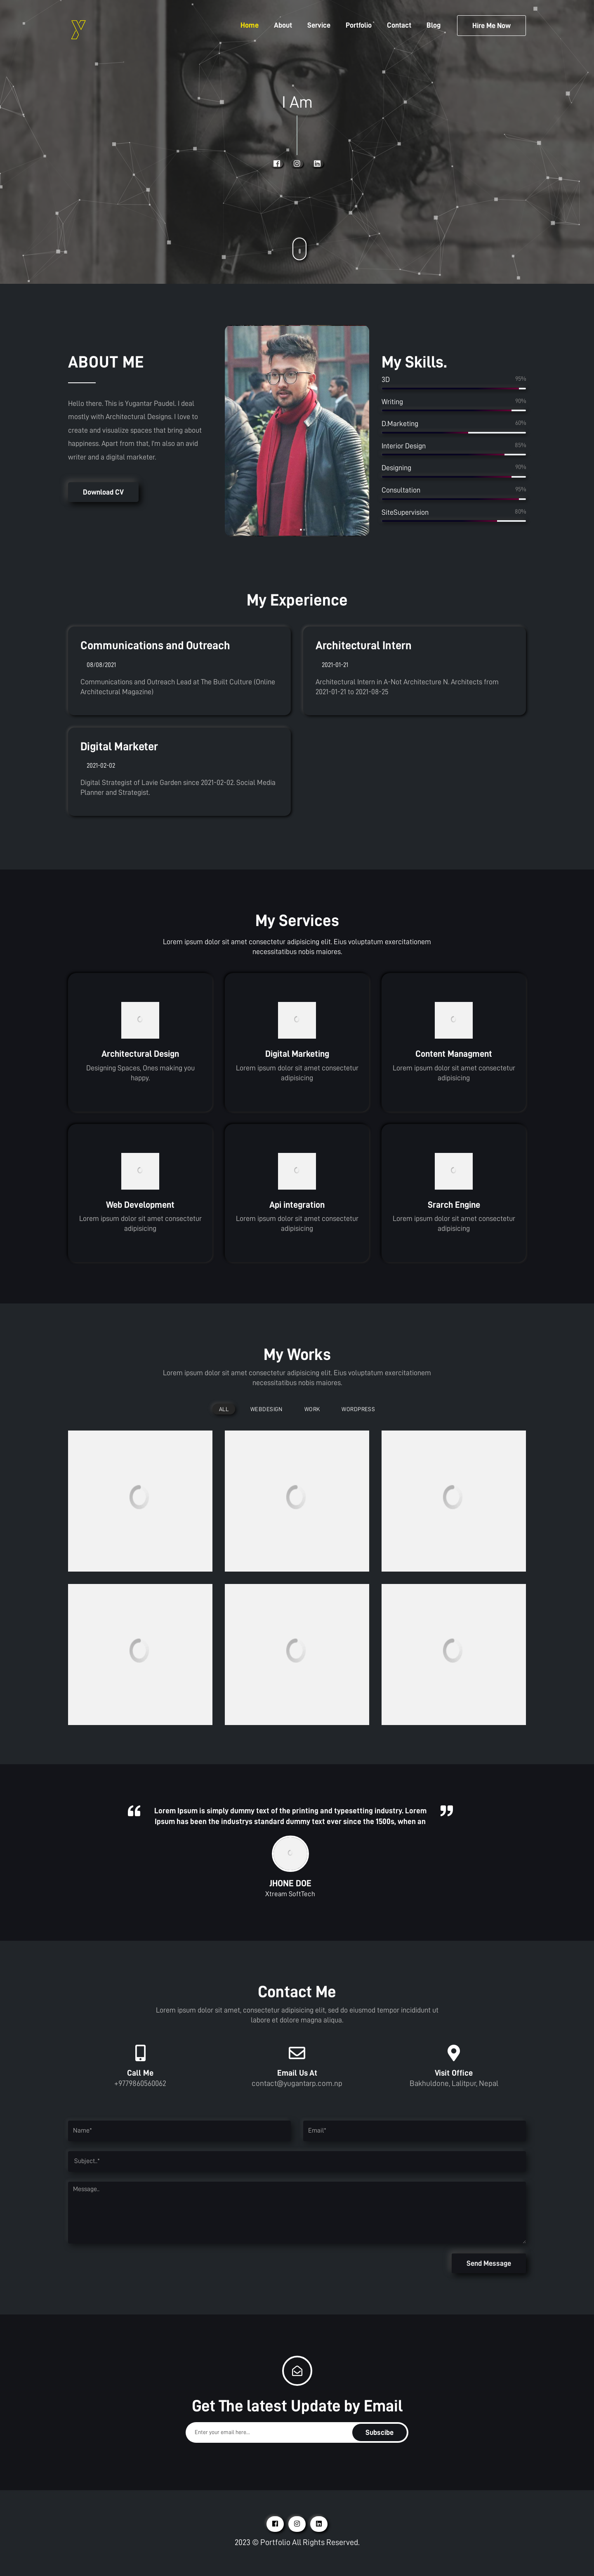 Home About Service Portfolio Contact Blog Hire Me Now
I Am
ABOUT ME
Hello there. This is Yugantar Paudel. I deal
mostly with Architectural Designs. I love to
create and visualize spaces that bring about
happiness. Apart from that, I'm also an avid
writer and a digital marketer.
Download CV
My Skills.
3D 95%
Writing 90%
D.Marketing 60%
Interior Design 85%
Designing 90%
Consultation 95%
SiteSupervision 80%
My Experience
Communications and Outreach
08/08/2021
Communications and Outreach Lead at The Built Culture (Online
Architectural Magazine)
Architectural Intern
2021-01-21
Architectural Intern in A-Not Architecture N. Architects from
2021-01-21 to 2021-08-25
Digital Marketer
2021-02-02
Digital Strategist of Lavie Garden since 2021-02-02. Social Media
Planner and Strategist.
My Services
Lorem ipsum dolor sit amet consectetur adipisicing elit. Eius voluptatum exercitationem
necessitatibus nobis maiores.
Architectural Design
Designing Spaces, Ones making you
happy.
Digital Marketing
Lorem ipsum dolor sit amet consectetur
adipisicing
Content Managment
Lorem ipsum dolor sit amet consectetur
adipisicing
Web Development
Lorem ipsum dolor sit amet consectetur
adipisicing
Api integration
Lorem ipsum dolor sit amet consectetur
adipisicing
Srarch Engine
Lorem ipsum dolor sit amet consectetur
adipisicing
My Works
Lorem ipsum dolor sit amet consectetur adipisicing elit. Eius voluptatum exercitationem
necessitatibus nobis maiores.
ALL WEBDESIGN WORK WORDPRESS
Lorem Ipsum is simply dummy text of the printing and typesetting industry. Lorem
Ipsum has been the industrys standard dummy text ever since the 1500s, when an
JHONE DOE
Xtream SoftTech
Contact Me
Lorem ipsum dolor sit amet, consectetur adipisicing elit, sed do eiusmod tempor incididunt ut
labore et dolore magna aliqua.
Call Me
+9779860560062
Email Us At
contact@yugantarp.com.np
Visit Office
Bakhuldone, Lalitpur, Nepal
Name* Email*
Subject..*
Message..
Send Message
Get The latest Update by Email
Enter your email here... Subscibe
2023 © Portfolio All Rights Reserved.